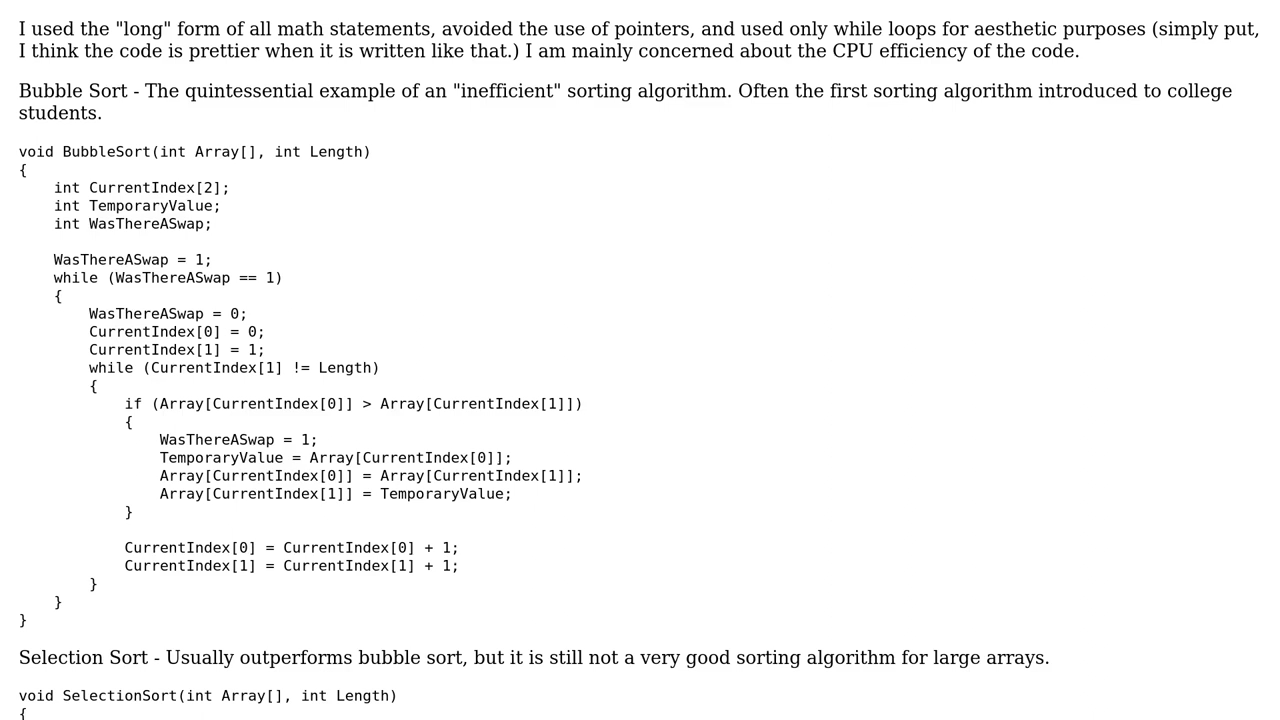 I used the "long" form of all math statements, avoided the use of pointers, and used only while loops for aesthetic purposes (simply put,
I think the code is prettier when it is written like that.) I am mainly concerned about the CPU efficiency of the code.
Bubble Sort - The quintessential example of an "inefficient" sorting algorithm. Often the first sorting algorithm introduced to college
students.
void BubbleSort(int Array[], int Length)
{
    int CurrentIndex[2];
    int TemporaryValue;
    int WasThereASwap;

    WasThereASwap = 1;
    while (WasThereASwap == 1)
    {
        WasThereASwap = 0;
        CurrentIndex[0] = 0;
        CurrentIndex[1] = 1;
        while (CurrentIndex[1] != Length)
        {
            if (Array[CurrentIndex[0]] > Array[CurrentIndex[1]])
            {
                WasThereASwap = 1;
                TemporaryValue = Array[CurrentIndex[0]];
                Array[CurrentIndex[0]] = Array[CurrentIndex[1]];
                Array[CurrentIndex[1]] = TemporaryValue;
            }

            CurrentIndex[0] = CurrentIndex[0] + 1;
            CurrentIndex[1] = CurrentIndex[1] + 1;
        }
    }
}
Selection Sort - Usually outperforms bubble sort, but it is still not a very good sorting algorithm for large arrays.
void SelectionSort(int Array[], int Length)
{